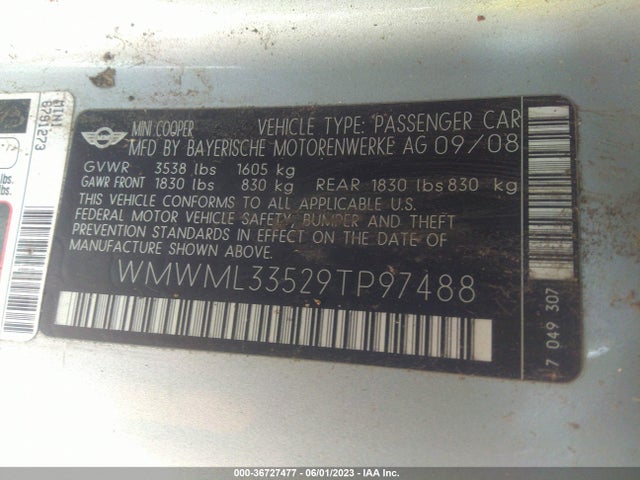 MINI COOPER
VEHICLE TYPE: PASSENGER CAR
MFD BY BAYERISCHE MOTORENWERKE AG 09/08
GVWR 3538 lbs 1605 kg
GAWR FRONT 1830 lbs 830 kg REAR 1830 lbs 830 kg
THIS VEHICLE CONFORMS TO ALL APPLICABLE U.S.
FEDERAL MOTOR VEHICLE SAFETY, BUMPER AND THEFT
PREVENTION STANDARDS IN EFFECT ON THE DATE OF
MANUFACTURE SHOWN ABOVE.
WMWML33529TP97488
7 049 307
MINI
lbs.
lbs.
000-36727477 - 06/01/2023 - IAA Inc.